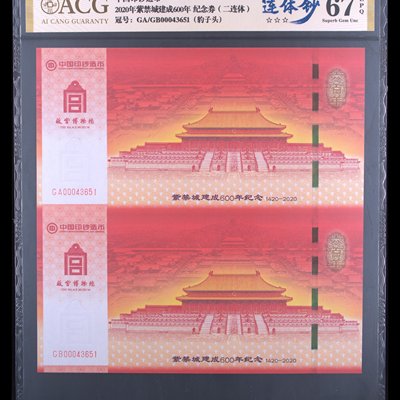 ACG
AI CANG GUARANTY
2020年紫禁城建成600年 纪念券（二连体）
冠号：GA/GB00043651（豹子头）
连体钞
☆☆☆
67
Superb Gem Unc
中国印钞造币
故宫博物院
THE PALACE MUSEUM
GA00043651
紫禁城建成600年纪念 1420-2020
中国印钞造币
故宫博物院
THE PALACE MUSEUM
GB00043651
紫禁城建成600年纪念 1420-2020